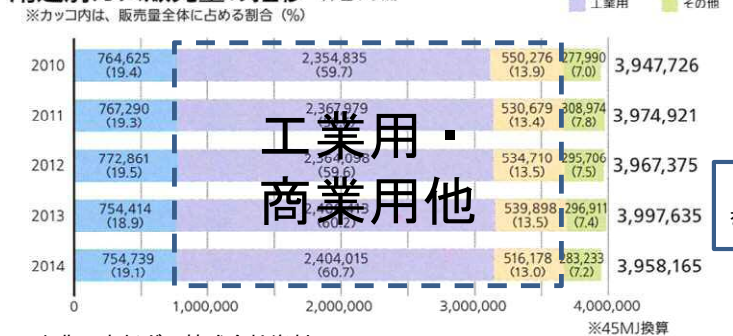 ※カッコ内は、販売量全体に占める割合（%）
工業用
その他
2010 764,625 2,354,835 550,276 277,990 3,947,726
(19.4) (59.7) (13.9) (7.0)
2011 767,290 2,367,979 530,679 308,974 3,974,921
(19.3) (13.4) (7.8)
工業用・
2012 772,861 2,364,098 534,710 295,706 3,967,375
(19.5) (59.6) (13.5) (7.5)
商業用他
2013 754,414 539,898 296,911 3,997,635
(18.9) (60.2) (13.5) (7.4)
2014 754,739 2,404,015 516,178 283,233 3,958,165
(19.1) (60.7) (13.0) (7.2)
0 1,000,000 2,000,000 3,000,000 4,000,000
※45MJ換算